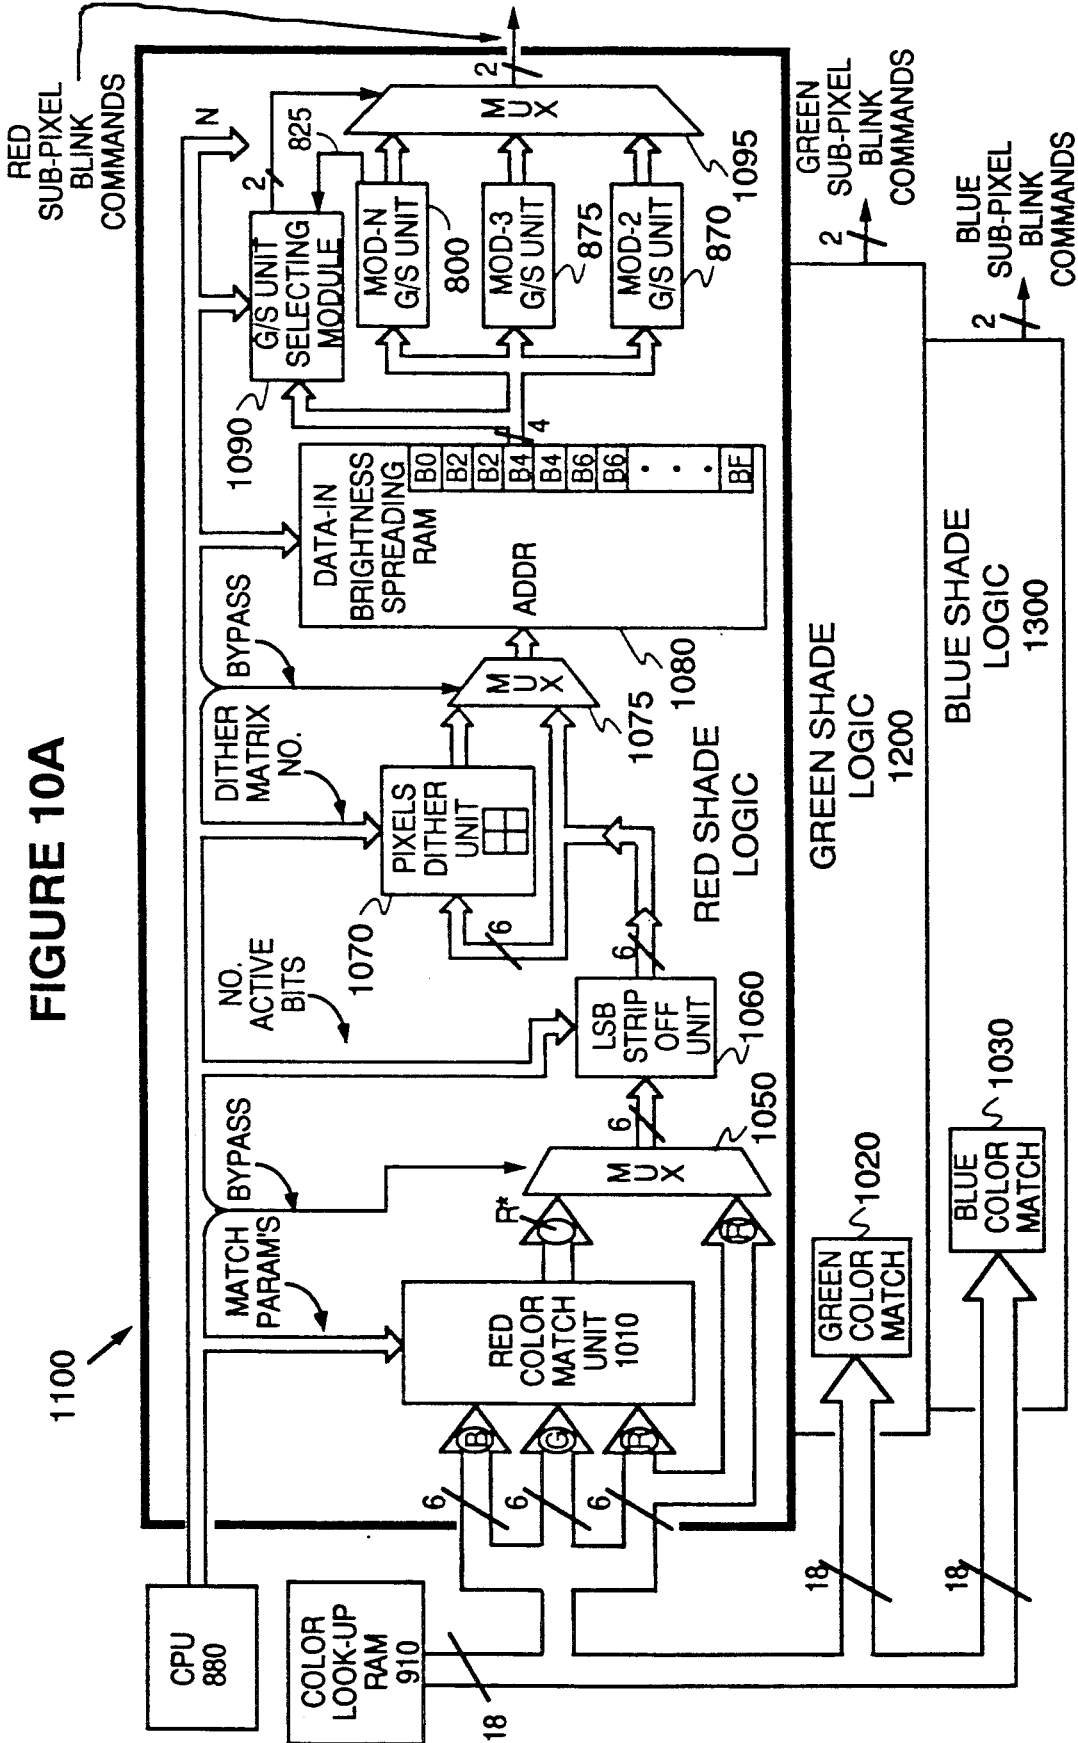 FIGURE 10A
1100
CPU
880
COLOR
LOOK-UP
RAM
910
18
18
18
6
6
6
B
G
R
R
MATCH
PARAM'S
BYPASS
RED
COLOR
MATCH
UNIT
1010
R*
MUX
1050
6
NO.
ACTIVE
BITS
LSB
STRIP
OFF
UNIT
1060
6
6
DITHER
MATRIX
NO.
BYPASS
PIXELS
DITHER
UNIT
1070
MUX
1075
DATA-IN
BRIGHTNESS
SPREADING
RAM
ADDR
1080
B0
B2
B2
B4
B4
B6
B6
. . .
BF
4
1090
G/S UNIT
SELECTING
MODULE
N
2
825
MOD-N
G/S UNIT
800
MOD-3
G/S UNIT
875
MOD-2
G/S UNIT
870
MUX
1095
2
RED
SUB-PIXEL
BLINK
COMMANDS
RED SHADE
LOGIC
GREEN COLOR
MATCH
1020
GREEN SHADE
LOGIC
1200
2
GREEN
SUB-PIXEL
BLINK
COMMANDS
BLUE
COLOR
MATCH
1030
BLUE SHADE
LOGIC
1300
2
BLUE
SUB-PIXEL
BLINK
COMMANDS